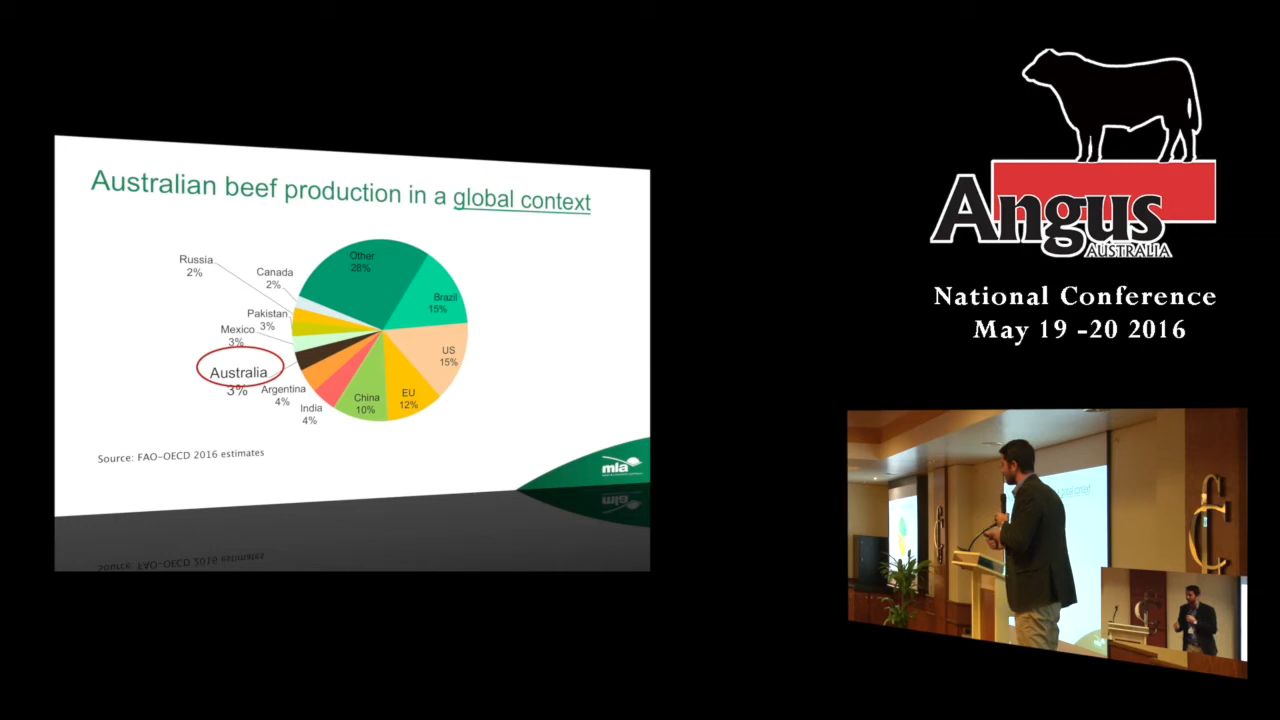 Australian beef production in a global context
Other
28%
Brazil
15%
US
15%
EU
12%
China
10%
India
4%
Argentina
4%
Australia
3%
Mexico
3%
Pakistan
3%
Russia
2%
Canada
2%
Source: FAO-OECD 2016 estimates
mla
Angus
AUSTRALIA
National Conference
May 19 -20 2016